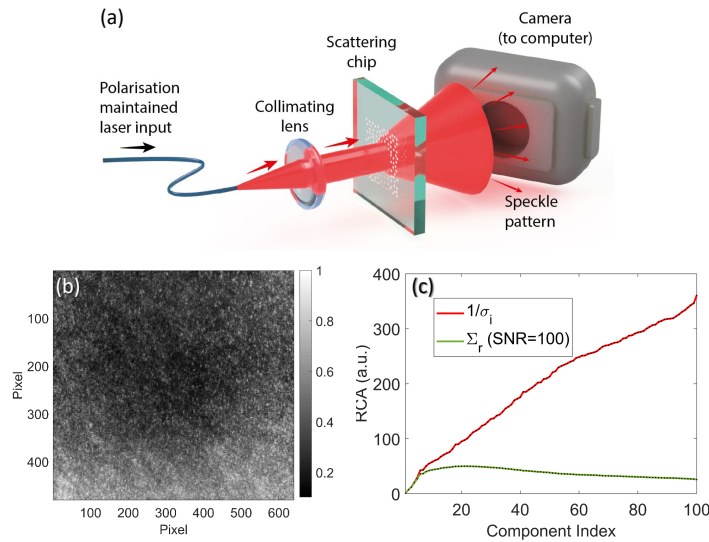 (a)
Camera
(to computer)
Scattering
chip
Polarisation
maintained
laser input
Collimating
lens
Speckle
pattern
(b)
100
200
300
400
Pixel
100 200 300 400 500 600
Pixel
1
0.8
0.6
0.4
0.2
(c)
400
300
200
100
0
RCA (a.u.)
1/σi
Σr (SNR=100)
20 40 60 80 100
Component Index